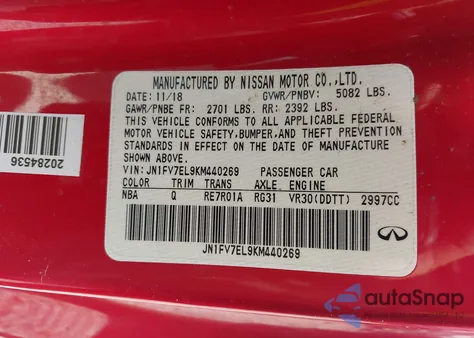 MANUFACTURED BY NISSAN MOTOR CO.,LTD.
DATE: 11/18 GVWR/PNBV: 5082 LBS.
GAWR/PNBE FR: 2701 LBS. RR: 2392 LBS.
THIS VEHICLE CONFORMS TO ALL APPLICABLE FEDERAL
MOTOR VEHICLE SAFETY,BUMPER,AND THEFT PREVENTION
STANDARDS IN EFFECT ON THE DATE OF MANUFACTURE
SHOWN ABOVE.
VIN: JN1FV7EL9KM440269 PASSENGER CAR
COLOR TRIM TRANS AXLE ENGINE
NBA Q RE7R01A RG31 VR30(DDTT) 2997CC
JN1FV7EL9KM440269
20284536
autoSnap